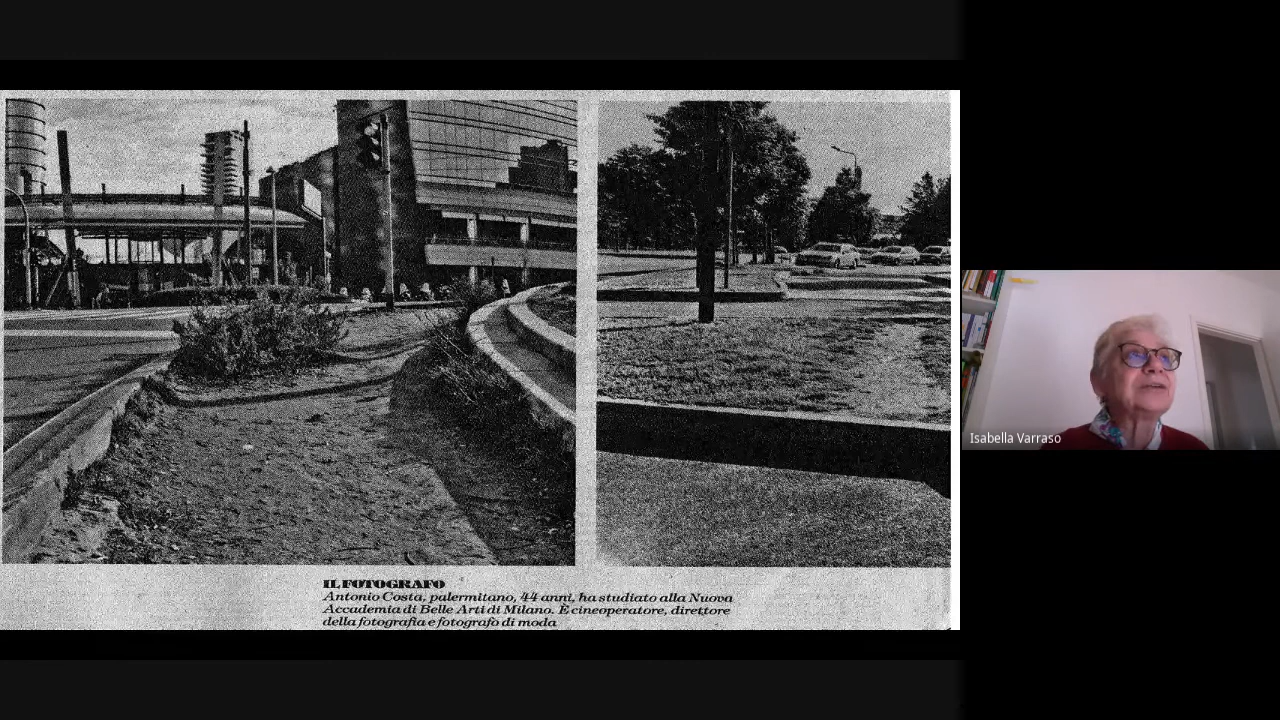 IL FOTOGRAFO
Antonio Costa, palermitano, 44 anni, ha studiato alla Nuova
Accademia di Belle Arti di Milano. È cineoperatore, direttore
della fotografia e fotografo di moda
Isabella Varraso